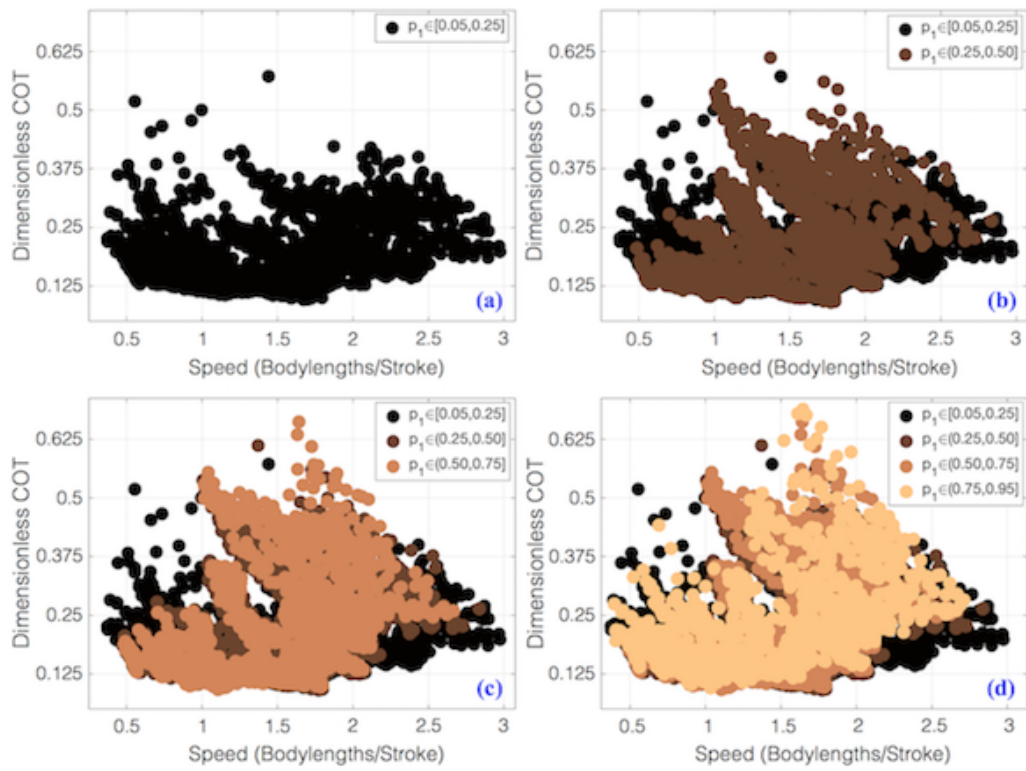 p1∈[0.05,0.25]
0.625
0.5
0.375
0.25
0.125
Dimensionless COT
(a)
0.5 1 1.5 2 2.5 3
Speed (Bodylengths/Stroke)
p1∈[0.05,0.25]
p1∈(0.25,0.50]
0.625
0.5
0.375
0.25
0.125
Dimensionless COT
(b)
0.5 1 1.5 2 2.5 3
Speed (Bodylengths/Stroke)
p1∈[0.05,0.25]
p1∈(0.25,0.50]
p1∈(0.50,0.75]
0.625
0.5
0.375
0.25
0.125
Dimensionless COT
(c)
0.5 1 1.5 2 2.5 3
Speed (Bodylengths/Stroke)
p1∈[0.05,0.25]
p1∈(0.25,0.50]
p1∈(0.50,0.75]
p1∈(0.75,0.95]
0.625
0.5
0.375
0.25
0.125
Dimensionless COT
(d)
0.5 1 1.5 2 2.5 3
Speed (Bodylengths/Stroke)